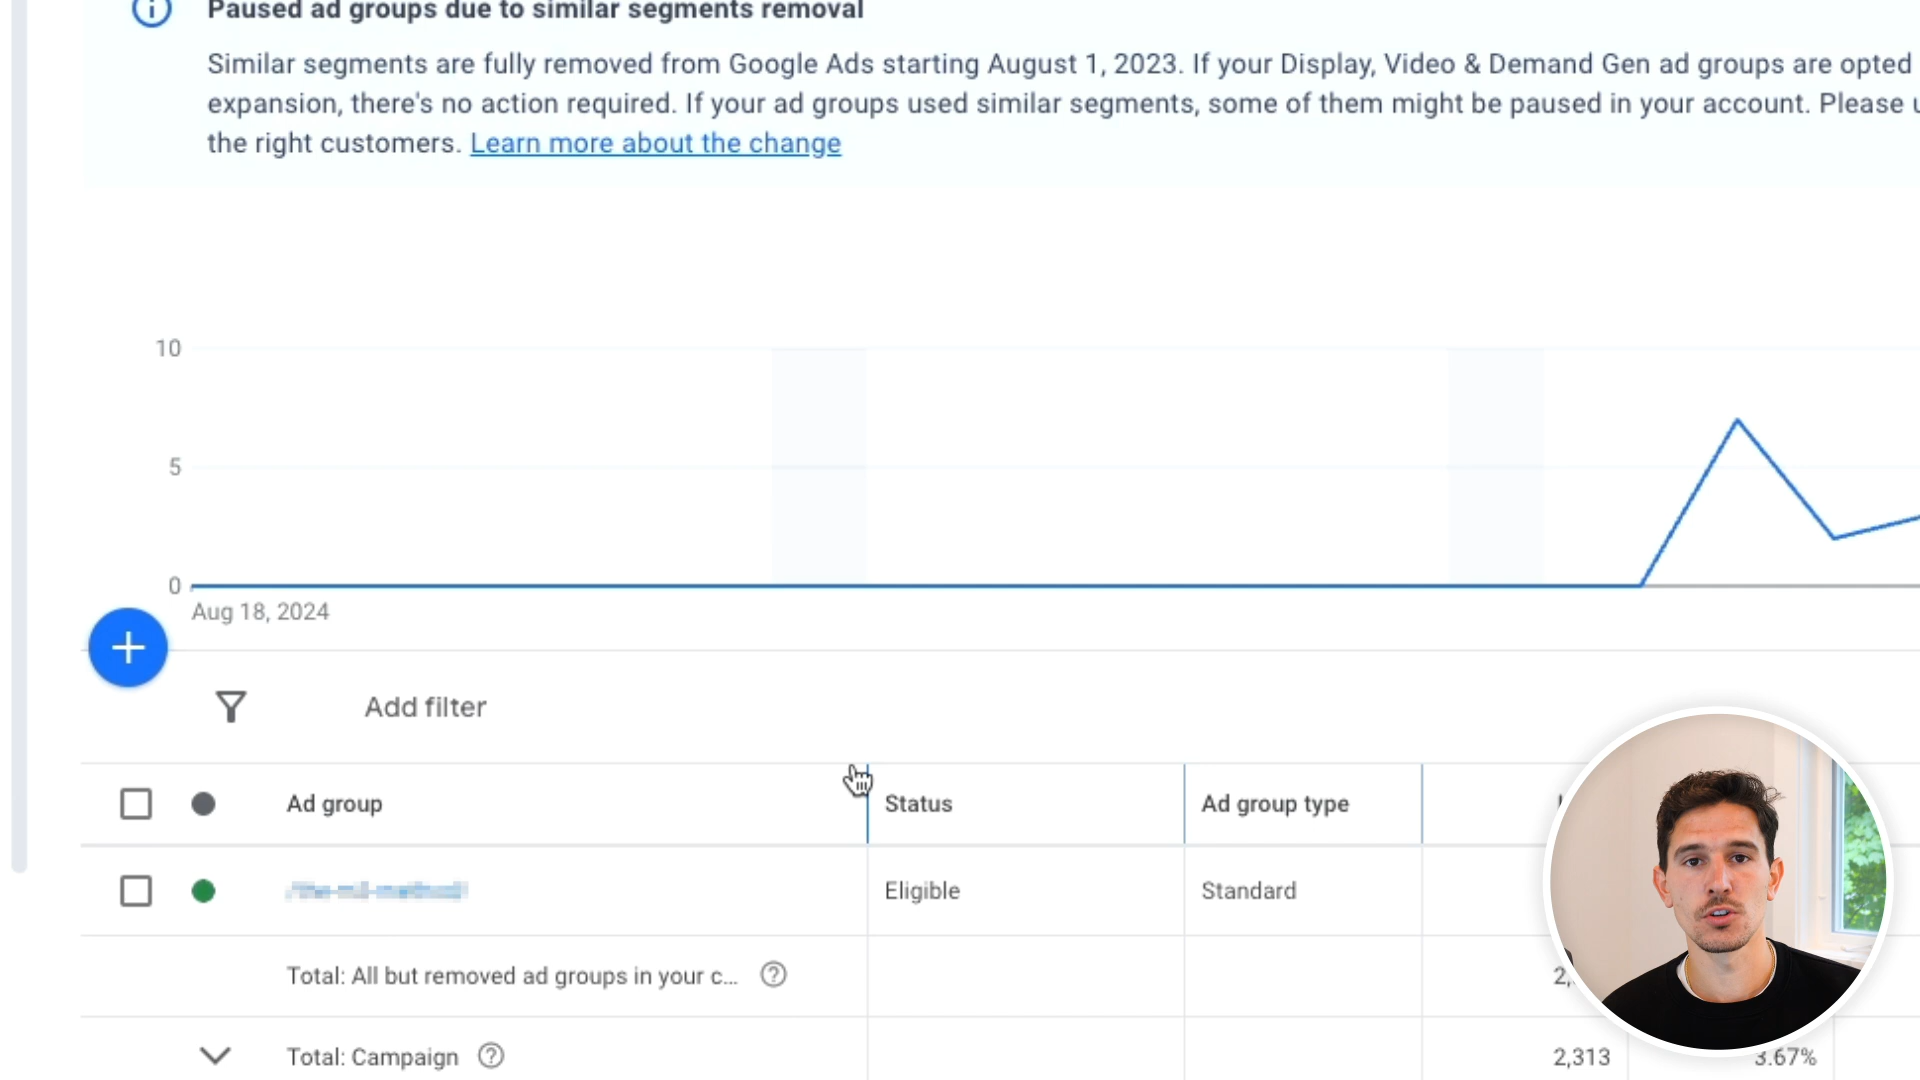 Paused ad groups due to similar segments removal
Similar segments are fully removed from Google Ads starting August 1, 2023. If your Display, Video & Demand Gen ad groups are opted
expansion, there's no action required. If your ad groups used similar segments, some of them might be paused in your account. Please
the right customers. Learn more about the change
10
5
0
Aug 18, 2024
Add filter
Ad group Status Ad group type
Eligible Standard
Total: All but removed ad groups in your c...
Total: Campaign 2,313 3.67%